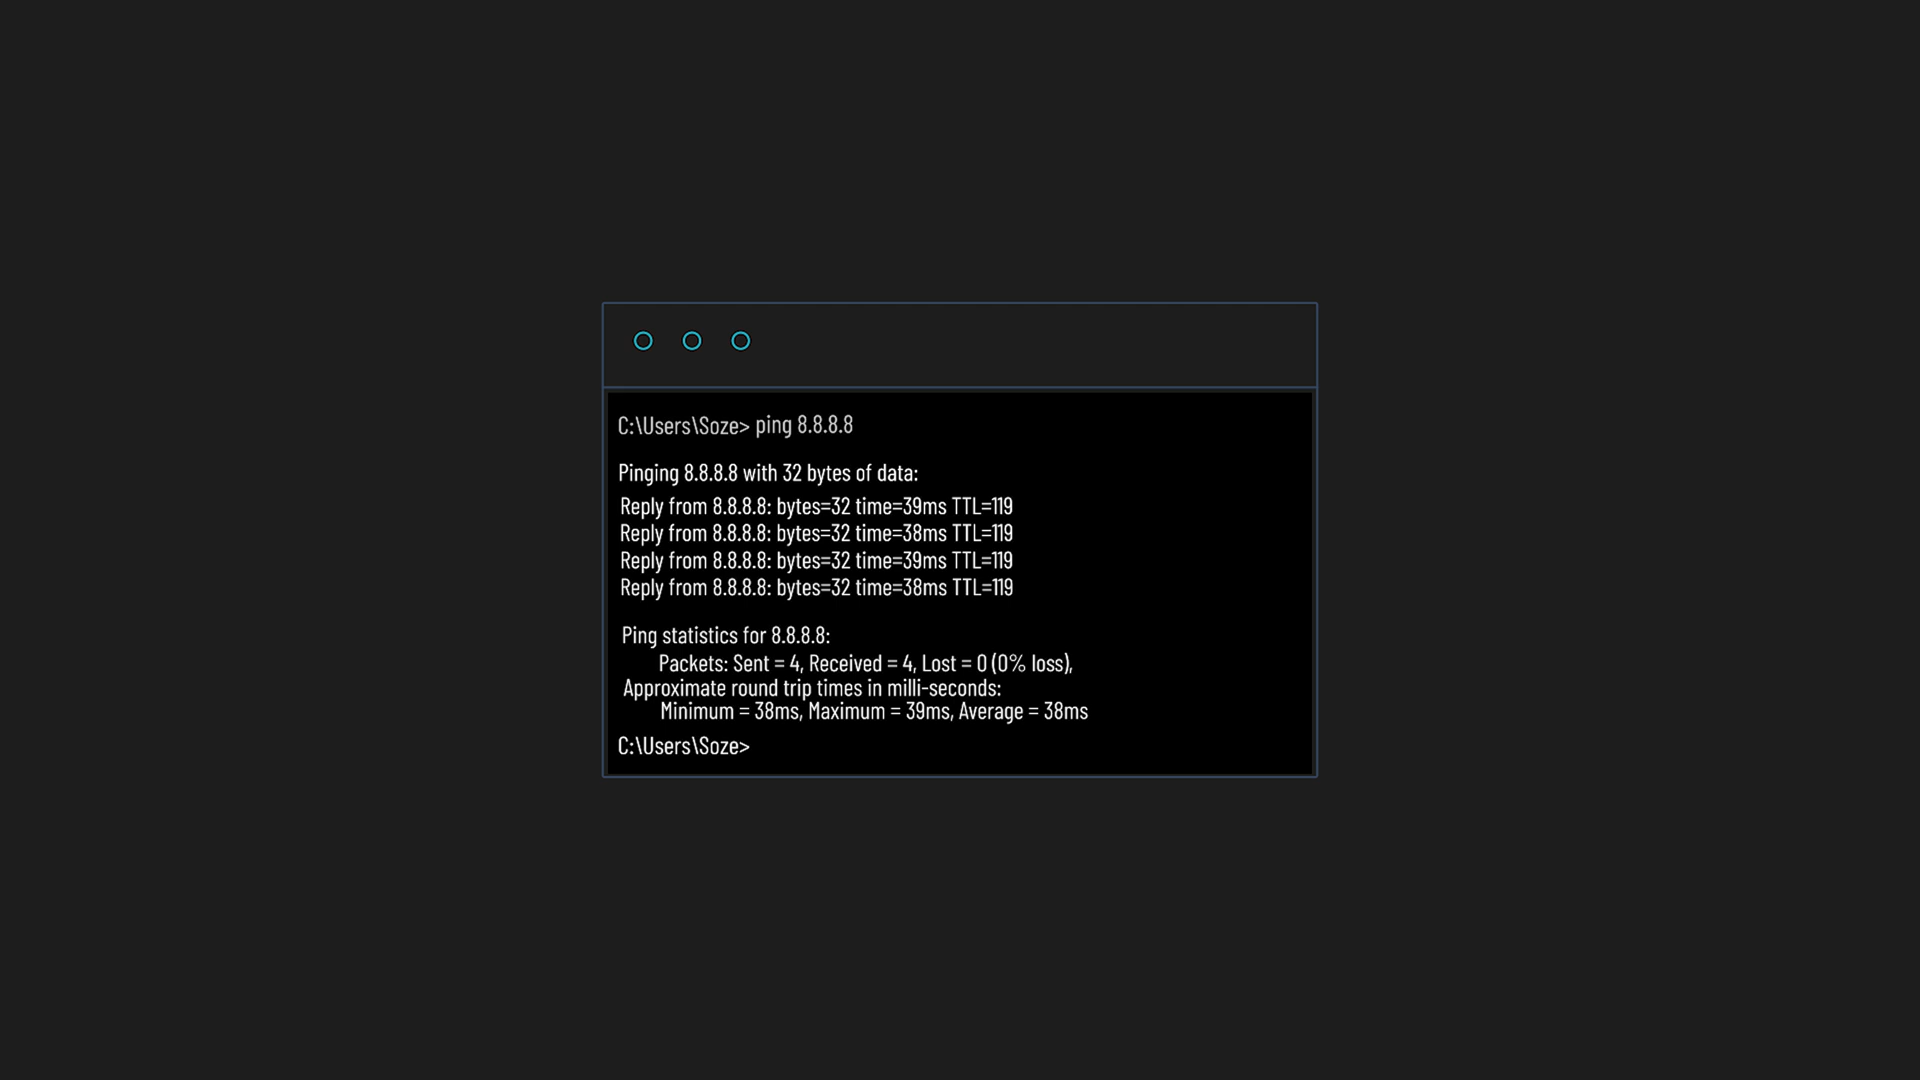 C:\Users\Soze> ping 8.8.8.8
Pinging 8.8.8.8 with 32 bytes of data:
Reply from 8.8.8.8: bytes=32 time=39ms TTL=119
Reply from 8.8.8.8: bytes=32 time=38ms TTL=119
Reply from 8.8.8.8: bytes=32 time=39ms TTL=119
Reply from 8.8.8.8: bytes=32 time=38ms TTL=119
Ping statistics for 8.8.8.8:
Packets: Sent = 4, Received = 4, Lost = 0 (0% loss),
Approximate round trip times in milli-seconds:
Minimum = 38ms, Maximum = 39ms, Average = 38ms
C:\Users\Soze>